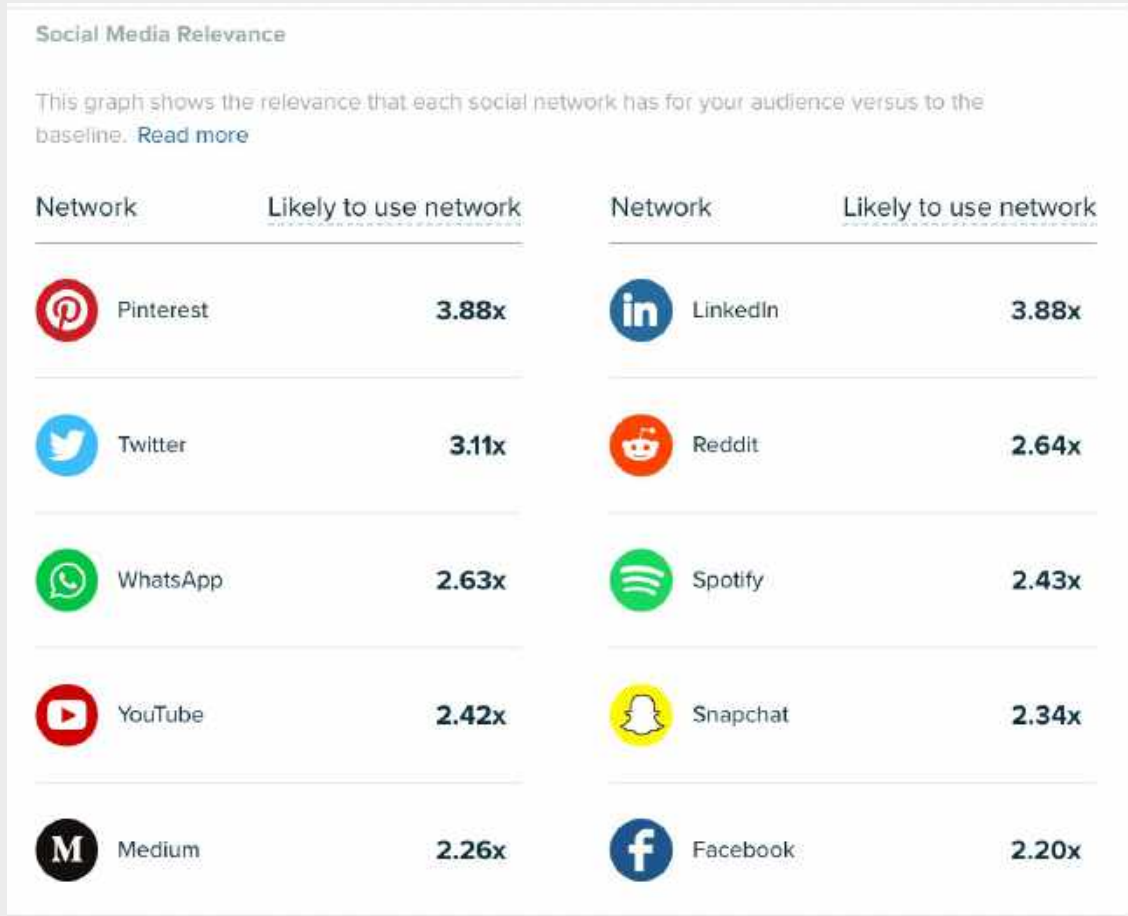 Social Media Relevance
This graph shows the relevance that each social network has for your audience versus to the
baseline. Read more
Network Likely to use network Network Likely to use network
Pinterest 3.88x LinkedIn 3.88x
Twitter 3.11x Reddit 2.64x
WhatsApp 2.63x Spotify 2.43x
YouTube 2.42x Snapchat 2.34x
M Medium 2.26x f Facebook 2.20x